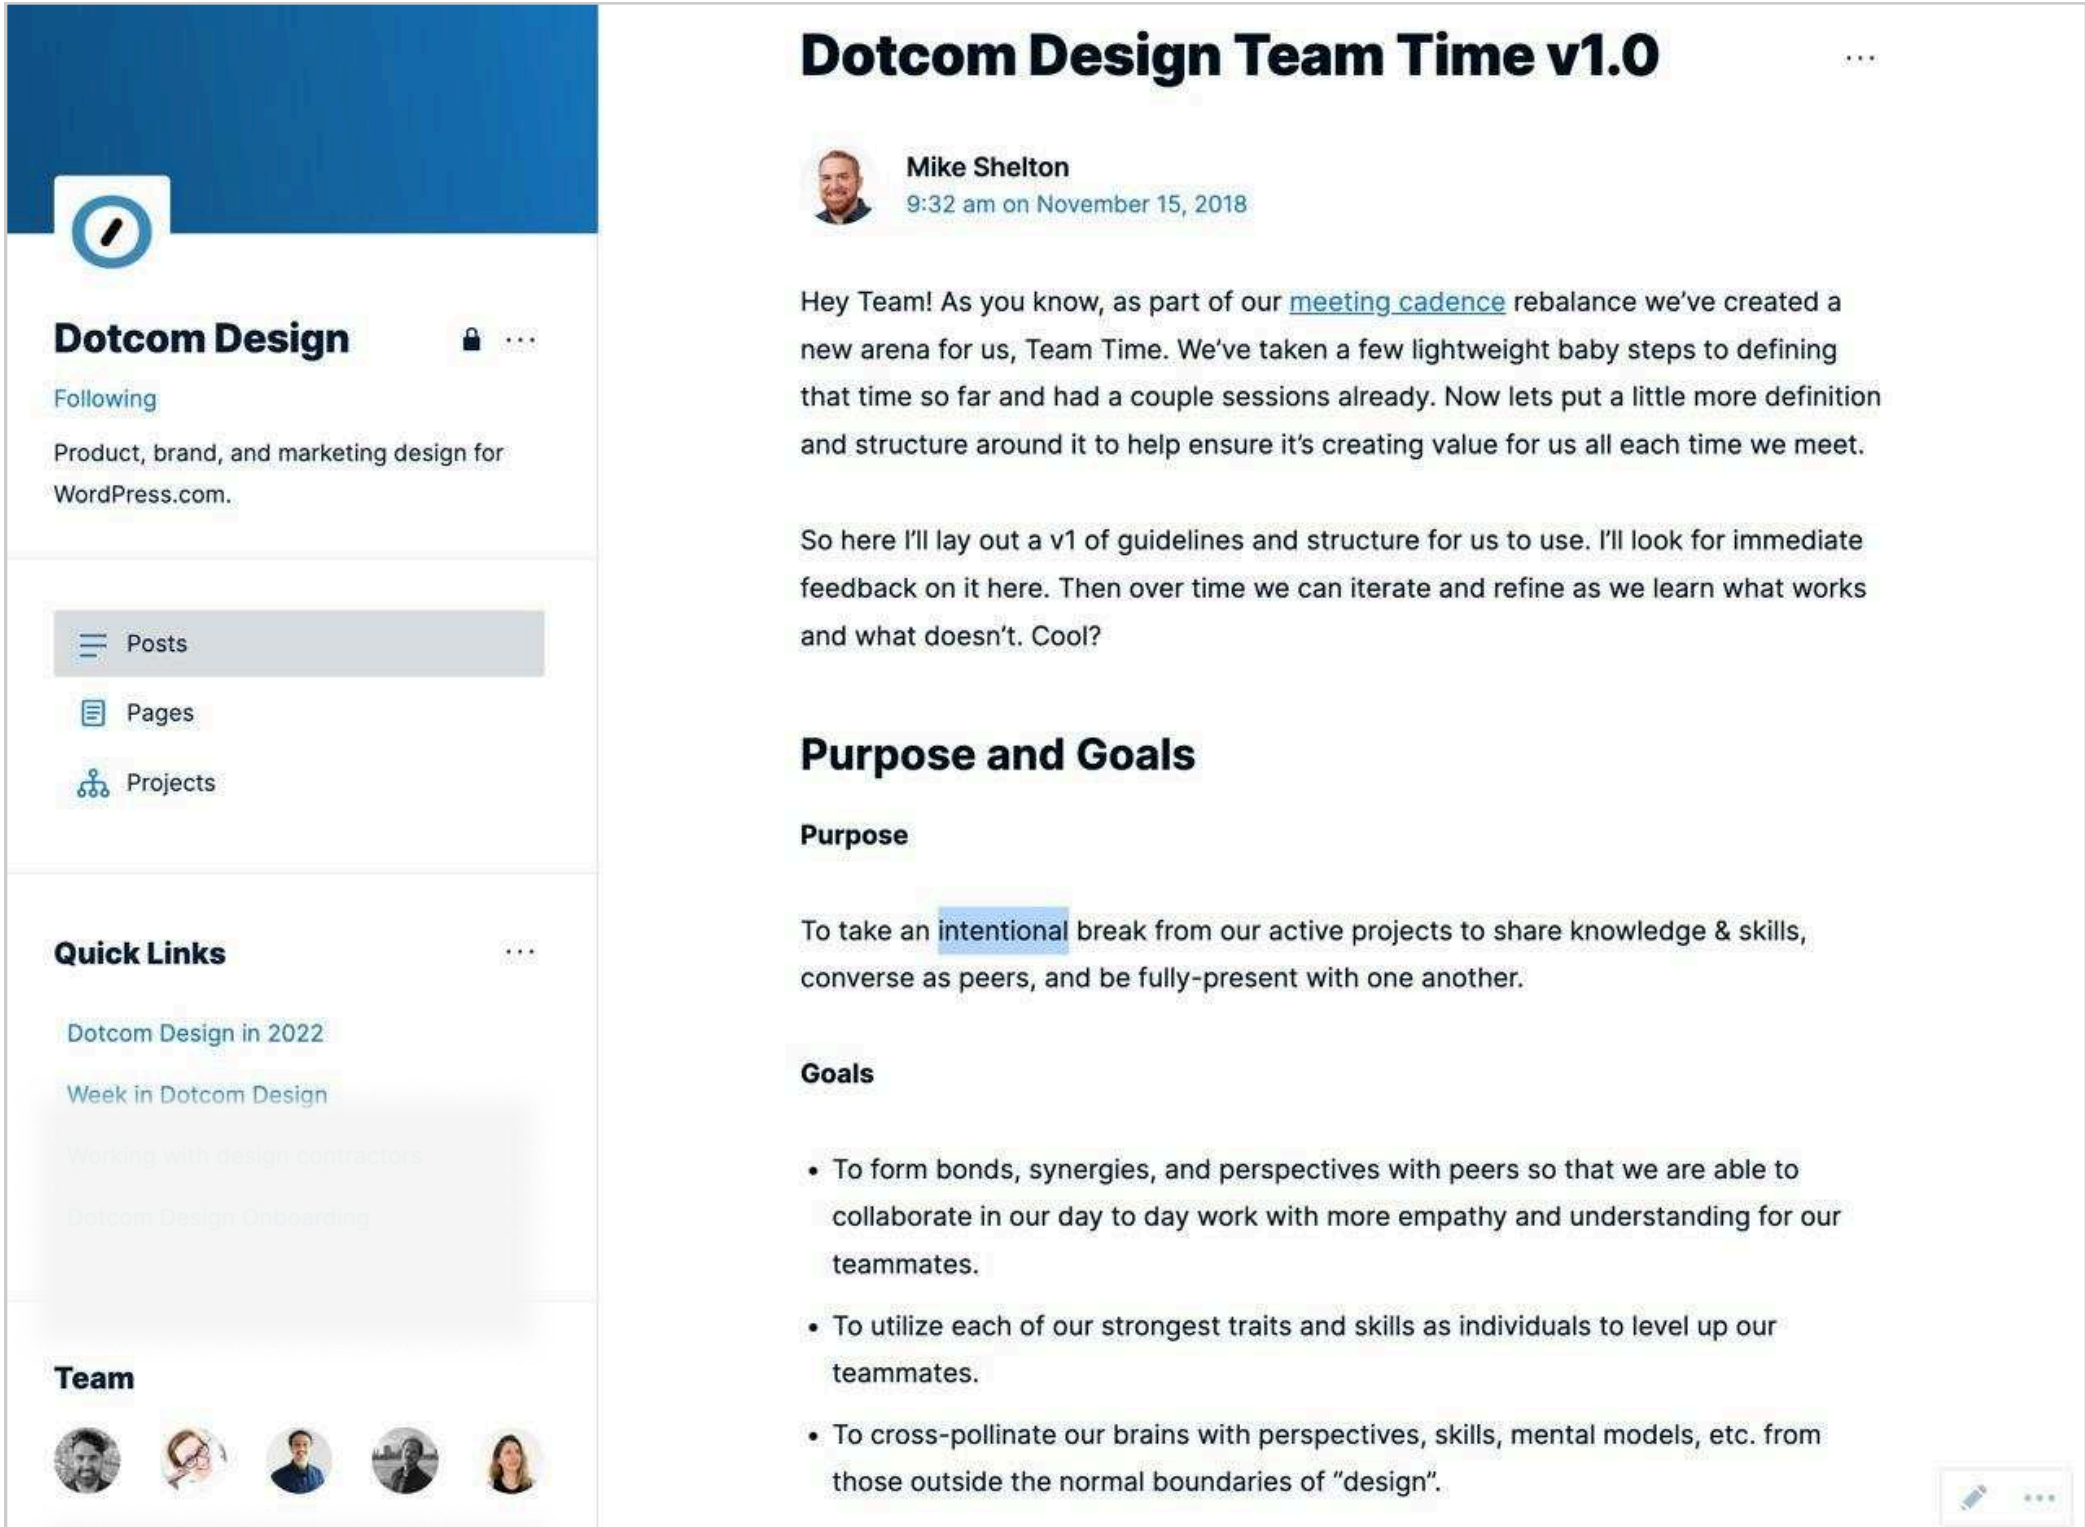 Dotcom Design
Following
Product, brand, and marketing design for
WordPress.com.
Posts
Pages
Projects
Quick Links
Dotcom Design in 2022
Week in Dotcom Design
Working with design contractors
Dotcom Design Onboarding
Team
Dotcom Design Team Time v1.0
Mike Shelton
9:32 am on November 15, 2018
Hey Team! As you know, as part of our meeting cadence rebalance we've created a
new arena for us, Team Time. We've taken a few lightweight baby steps to defining
that time so far and had a couple sessions already. Now lets put a little more definition
and structure around it to help ensure it's creating value for us all each time we meet.
So here I'll lay out a v1 of guidelines and structure for us to use. I'll look for immediate
feedback on it here. Then over time we can iterate and refine as we learn what works
and what doesn't. Cool?
Purpose and Goals
Purpose
To take an intentional break from our active projects to share knowledge & skills,
converse as peers, and be fully-present with one another.
Goals
• To form bonds, synergies, and perspectives with peers so that we are able to
collaborate in our day to day work with more empathy and understanding for our
teammates.
• To utilize each of our strongest traits and skills as individuals to level up our
teammates.
• To cross-pollinate our brains with perspectives, skills, mental models, etc. from
those outside the normal boundaries of "design".